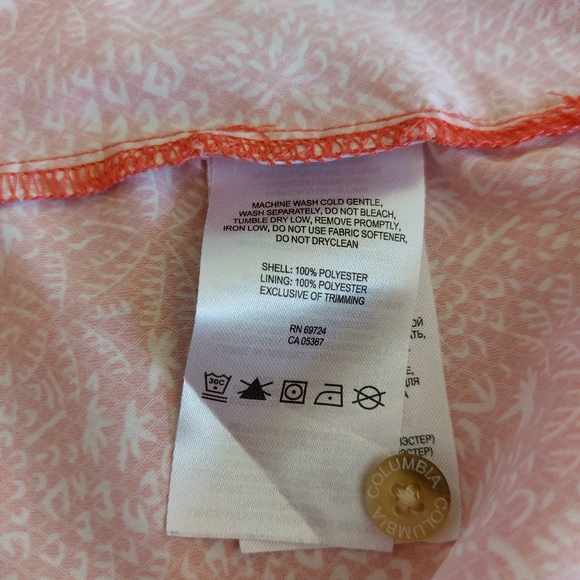 MACHINE WASH COLD GENTLE,
WASH SEPARATELY, DO NOT BLEACH,
TUMBLE DRY LOW, REMOVE PROMPTLY,
IRON LOW, DO NOT USE FABRIC SOFTENER,
DO NOT DRYCLEAN
SHELL: 100% POLYESTER
LINING: 100% POLYESTER
EXCLUSIVE OF TRIMMING
RN 69724
CA 05367
30C
COLUMBIA
COLUMBIA